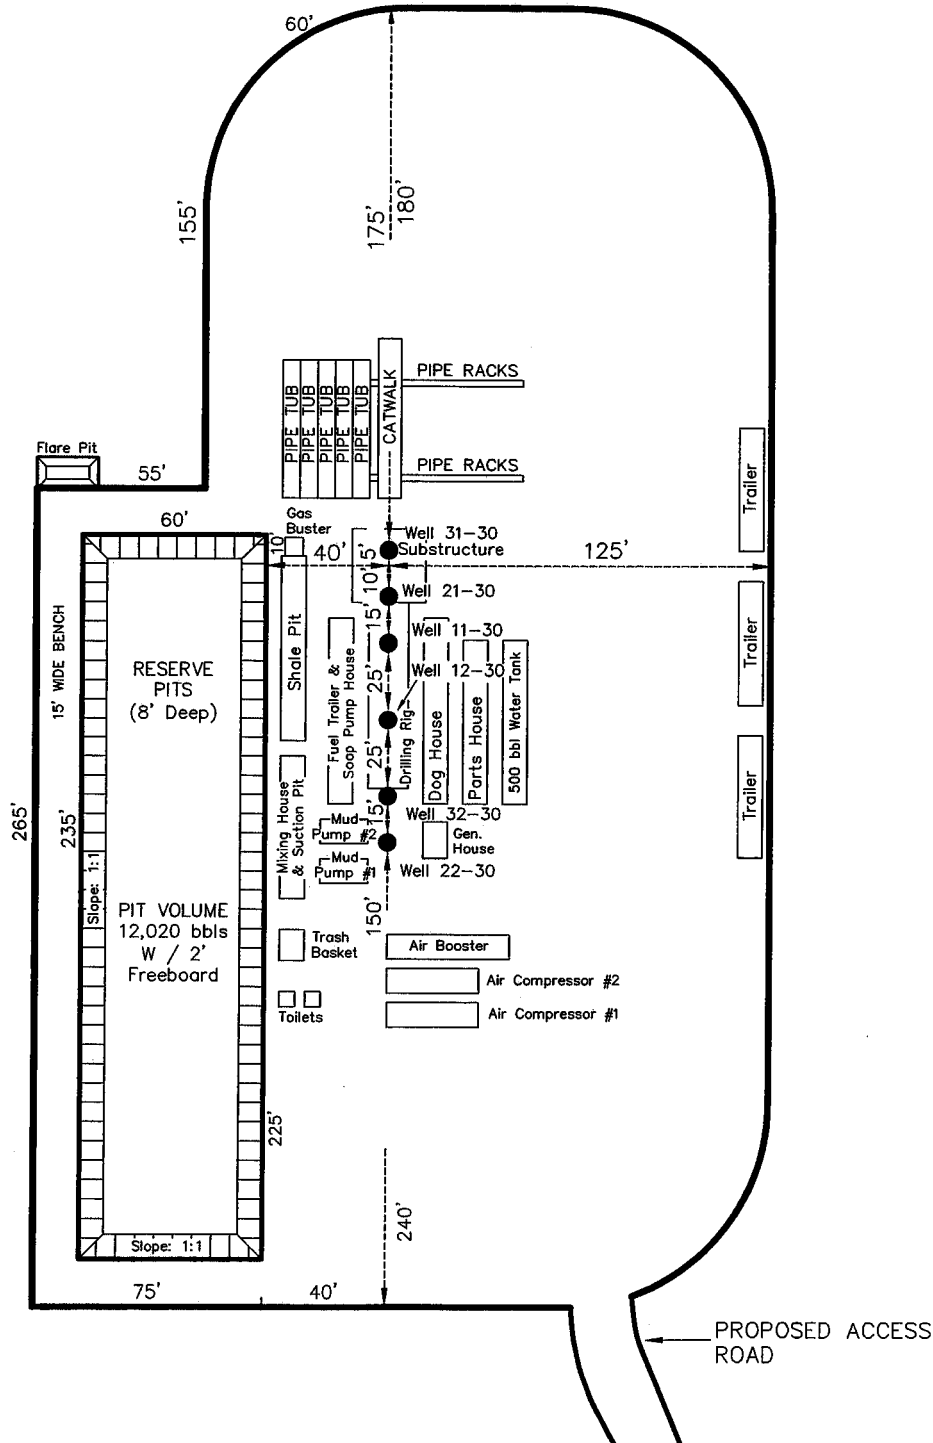 60'
155'
175'
180'
PIPE TUB
PIPE TUB
PIPE TUB
PIPE TUB
PIPE TUB
CATWALK
PIPE RACKS
PIPE RACKS
Flare Pit
55'
60'
Gas
Buster
10'
40'
Well 31-30
Substructure
125'
Trailer
15'
10'
Well 21-30
15'
Well 11-30
25'
Well 12-30
25'
15'
Well 32-30
Well 22-30
150'
Trailer
Trailer
15' WIDE BENCH
RESERVE
PITS
(8' Deep)
Shale Pit
Fuel Trailer &
Soop Pump House
Drilling Rig
Dog House
Parts House
500 bbl Water Tank
Mixing House
& Suction Pit
Mud
Pump #2
Mud
Pump #1
Gen.
House
265'
235'
Slope: 1:1
PIT VOLUME
12,020 bbls
W / 2'
Freeboard
Trash
Basket
Toilets
Air Booster
Air Compressor #2
Air Compressor #1
225'
240'
Slope: 1:1
75'
40'
PROPOSED ACCESS
ROAD